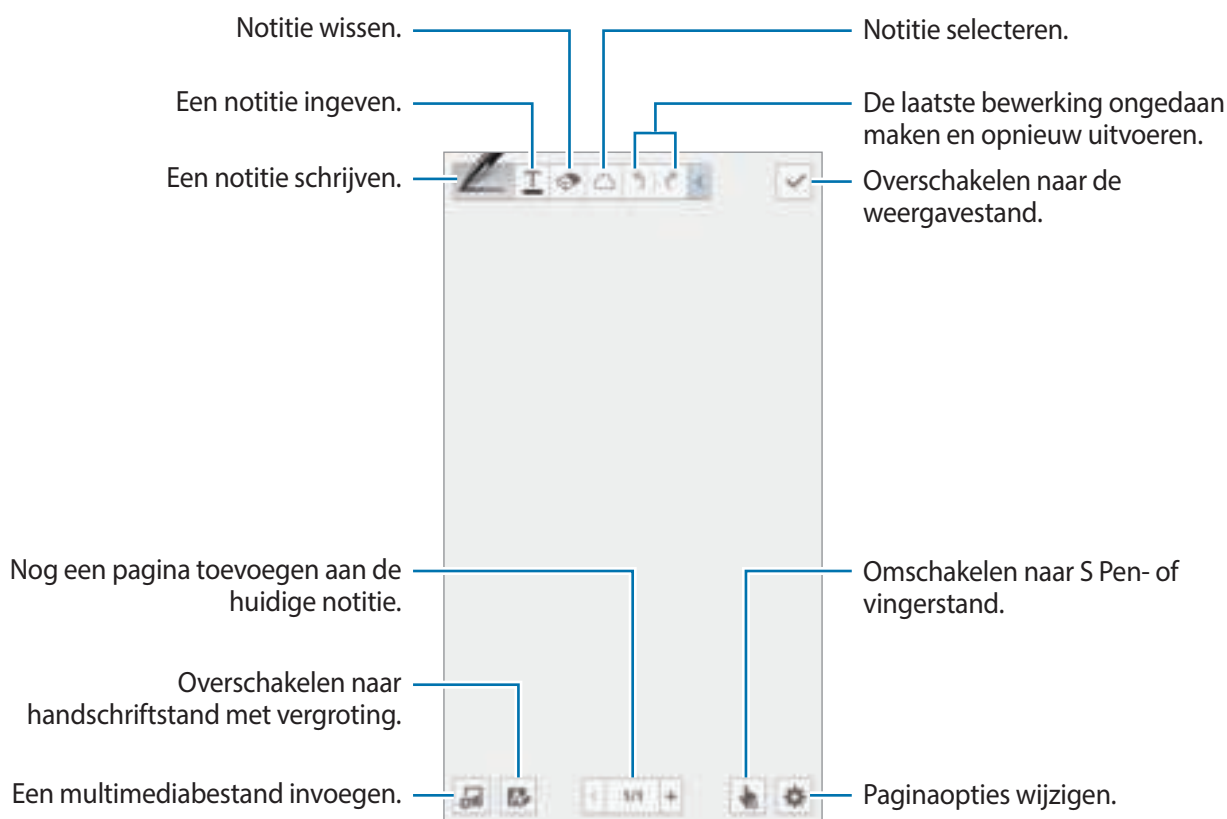 Notitie wissen.
Notitie selecteren.
Een notitie ingeven.
De laatste bewerking ongedaan
maken en opnieuw uitvoeren.
Een notitie schrijven.
T
Overschakelen naar de
weergavestand.
Nog een pagina toevoegen aan de
huidige notitie.
Omschakelen naar S Pen- of
vingerstand.
Overschakelen naar
handschriftstand met vergroting.
Een multimediabestand invoegen.
1/1
Paginaopties wijzigen.